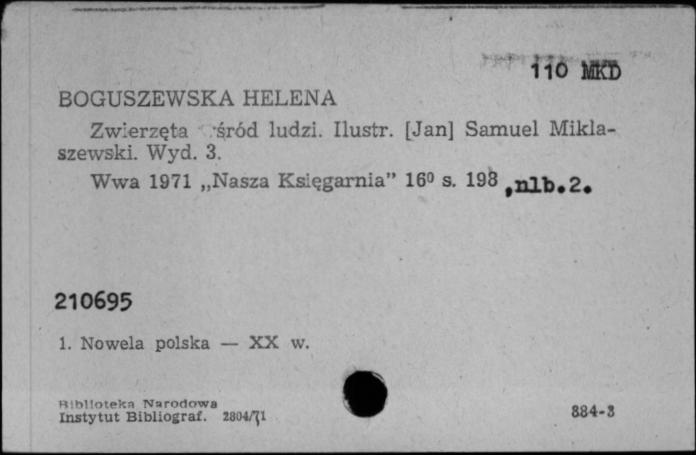 110 MKD
BOGUSZEWSKA HELENA
Zwierzęta śród ludzi. Ilustr. [Jan] Samuel Mikla-
szewski. Wyd. 3.
Wwa 1971 „Nasza Księgarnia” 16⁰ s. 198 ,nlb.2.
210695
1. Nowela polska — XX w.
Biblioteka Narodowa
Instytut Bibliograf. 2804/71
884-3